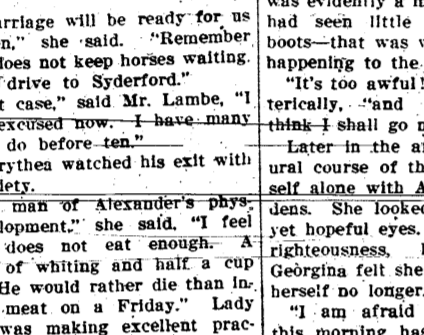 arriage will be ready for us
n," she said. "Remember
does not keep horses waiting.
drive to Syderford."
t case," said Mr. Lambe, "I
excused now. I have many
do before ten."
rythea watched his exit with
iety.
man of Alexander's phys-
lopment," she said, "I feel
does not eat enough. A
of whiting and half a cup
He would rather die than in-
meat on a Friday." Lady
was making excellent prac-
was evidently a
had seen little
boots—that was
happening to the
"It's too awful!
terically, "and
think I shall go
Later in the
ural course of th
self alone with A
dens. She looked
yet hopeful eyes.
righteousness,
Georgina felt she
herself no longer.
"I am afraid
this morning ha